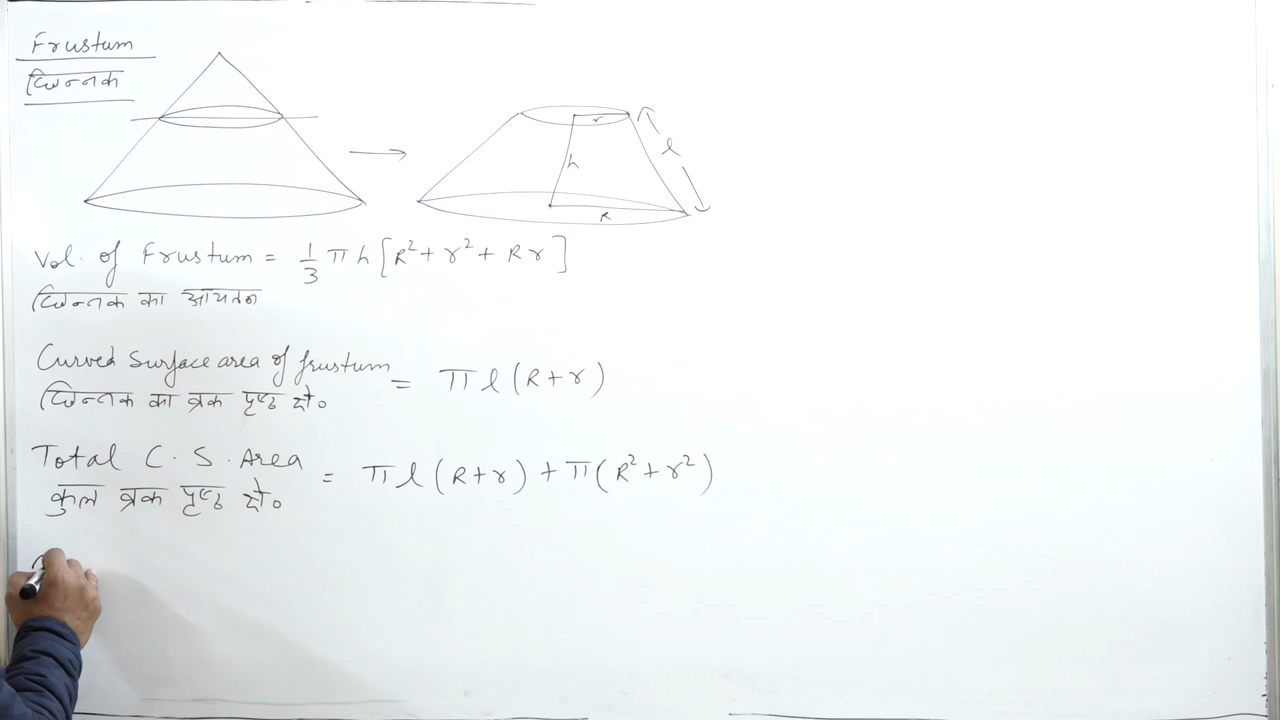 Frustum
छिन्नक
r
h
l
R
Vol. of Frustum = 1/3 π h [R² + r² + R r]
छिन्नक का आयतन
Curved Surface area of frustum = π l (R + r)
छिन्नक का वक्र पृष्ठ क्षे०
Total C. S. Area = π l (R + r) + π (R² + r²)
कुल वक्र पृष्ठ क्षे०